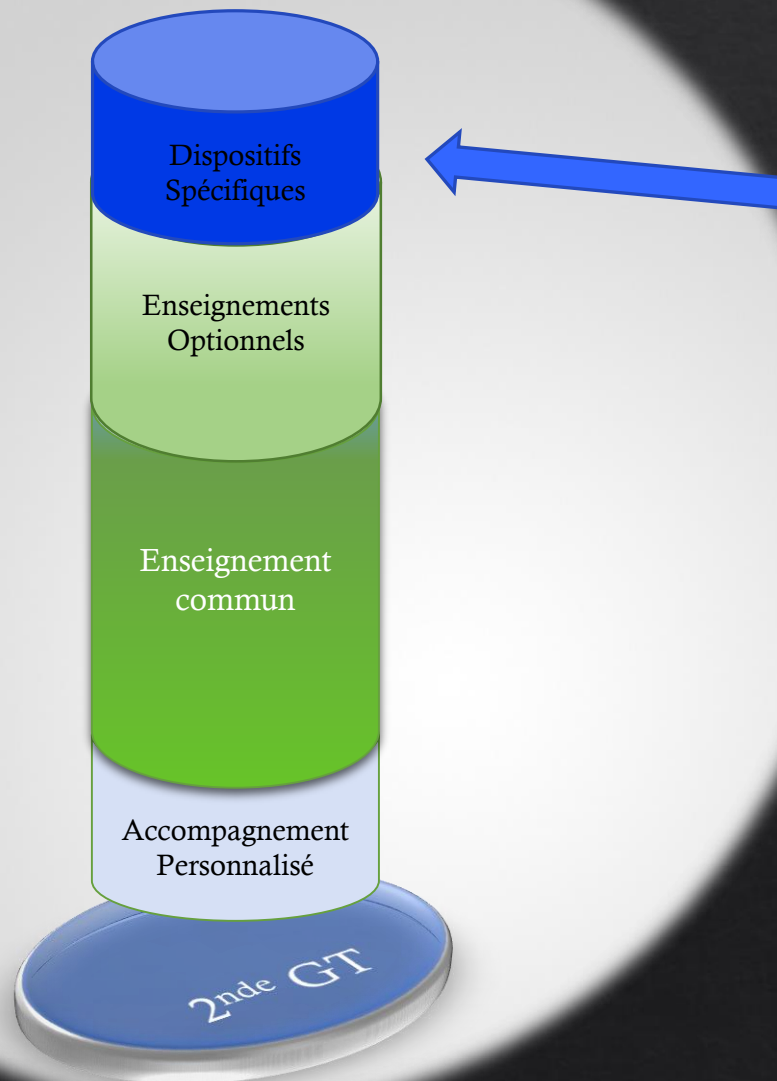 Dispositifs
Spécifiques
Enseignements
Optionnels
Enseignement
commun
Accompagnement
Personnalisé
2nde GT